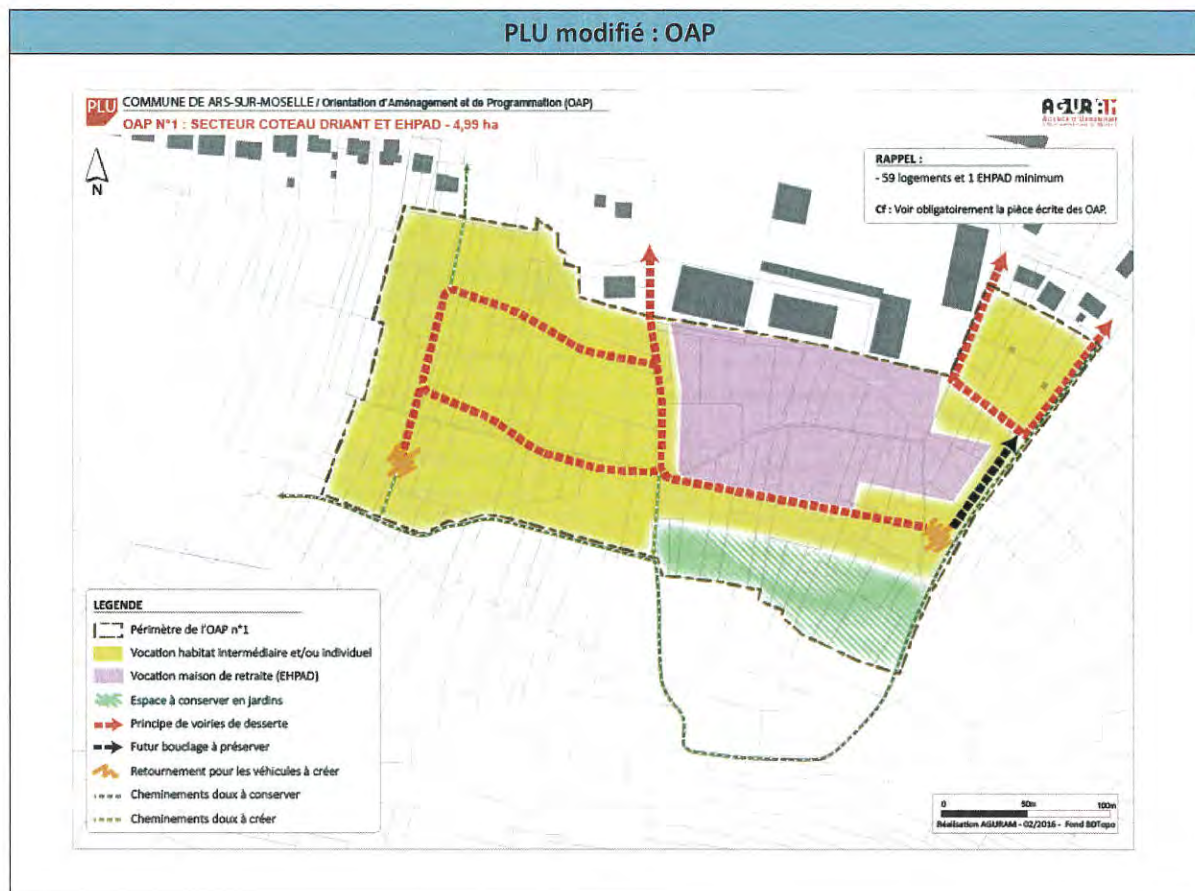 PLU modifié : OAP
PLU
COMMUNE DE ARS-SUR-MOSELLE / Orientation d'Aménagement et de Programmation (OAP)
OAP N°1 : SECTEUR COTEAU DRIANT ET EHPAD - 4,99 ha
AGURAM
AGENCE D'URBANISME
N
RAPPEL :
- 59 logements et 1 EHPAD minimum
Cf : Voir obligatoirement la pièce écrite des OAP.
LEGENDE
Périmètre de l'OAP n°1
Vocation habitat intermédiaire et/ou individuel
Vocation maison de retraite (EHPAD)
Espace à conserver en jardins
Principe de voiries de desserte
Futur bouclage à préserver
Retournement pour les véhicules à créer
Cheminements doux à conserver
Cheminements doux à créer
0 50m 100m
Réalisation AGURAM - 02/2016 - Fond BDTopo